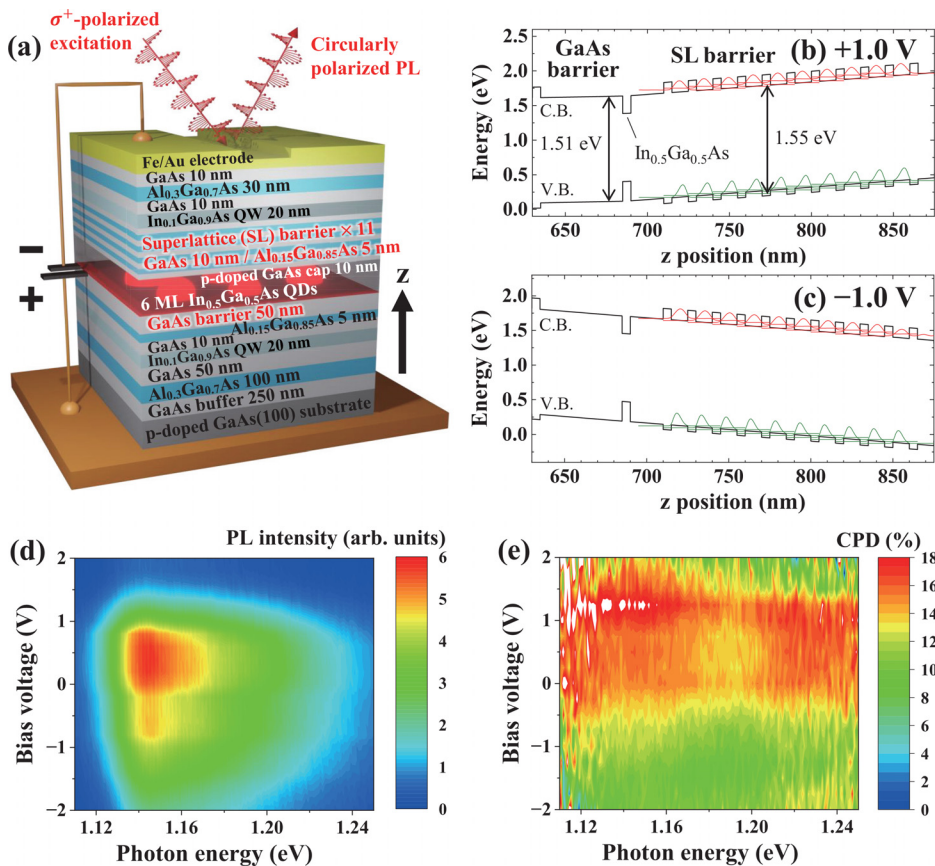 (a)
σ⁺-polarized
excitation
Circularly
polarized PL
Fe/Au electrode
GaAs 10 nm
Al₀.₃Ga₀.₇As 30 nm
GaAs 10 nm
In₀.₁Ga₀.₉As QW 20 nm
Superlattice (SL) barrier × 11
GaAs 10 nm / Al₀.₁₅Ga₀.₈₅As 5 nm
p-doped GaAs cap 10 nm
6 ML In₀.₅Ga₀.₅As QDs
GaAs barrier 50 nm
Al₀.₁₅Ga₀.₈₅As 5 nm
GaAs 10 nm
In₀.₁Ga₀.₉As QW 20 nm
GaAs 50 nm
Al₀.₃Ga₀.₇As 100 nm
GaAs buffer 250 nm
p-doped GaAs(100) substrate
−
+
z
(b) +1.0 V
GaAs
barrier
SL barrier
C.B.
1.51 eV
In₀.₅Ga₀.₅As
1.55 eV
V.B.
Energy (eV)
2.5
2.0
1.5
1.0
0.5
0.0
650 700 750 800 850
z position (nm)
(c) −1.0 V
C.B.
V.B.
Energy (eV)
2.0
1.5
1.0
0.5
0.0
650 700 750 800 850
z position (nm)
(d)
PL intensity (arb. units)
Bias voltage (V)
2
1
0
−1
−2
1.12 1.16 1.20 1.24
Photon energy (eV)
6
5
4
3
2
1
0
(e)
CPD (%)
Bias voltage (V)
2
1
0
−1
−2
1.12 1.16 1.20 1.24
Photon energy (eV)
18
16
14
12
10
8
6
4
2
0